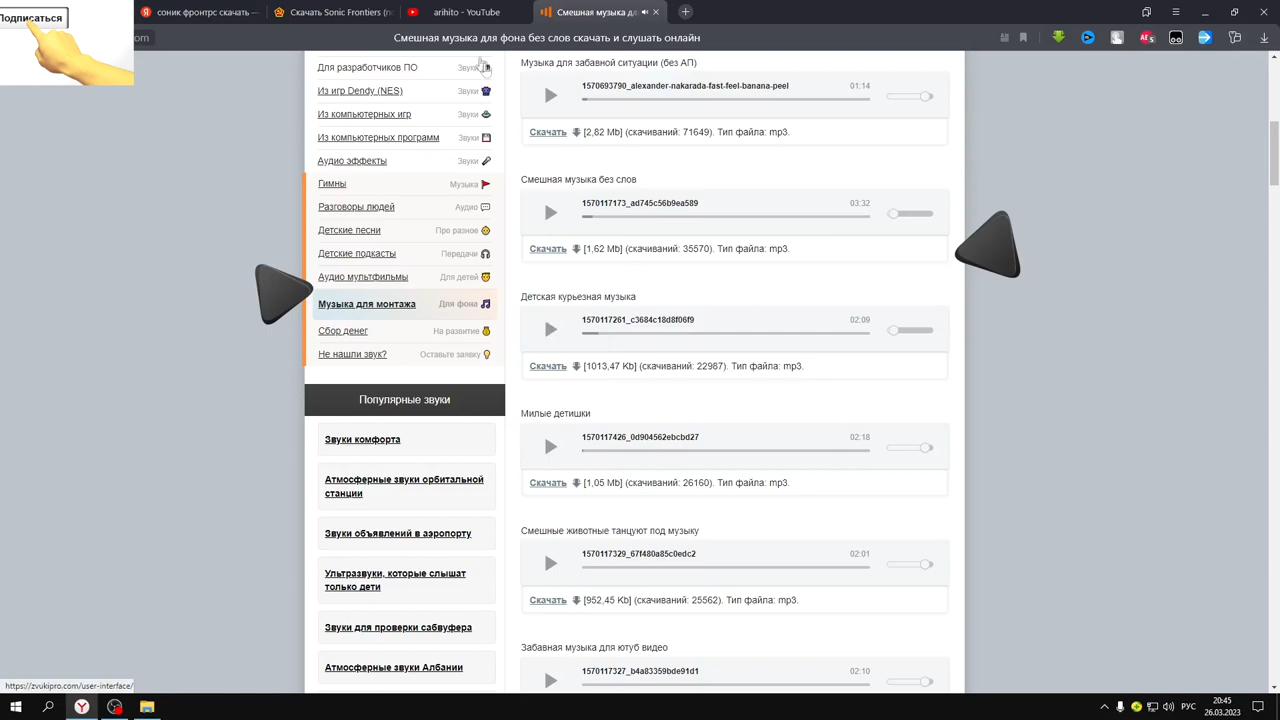 Подписаться
соник фронтрс скачать —
Скачать Sonic Frontiers (п
arihito - YouTube
Смешная музыка для
com
Смешная музыка для фона без слов скачать и слушать онлайн
Для разработчиков ПО Звуки
Из игр Dendy (NES) Звуки
Из компьютерных игр Звуки
Из компьютерных программ Звуки
Аудио эффекты Звуки
Гимны Музыка
Разговоры людей Аудио
Детские песни Про разное
Детские подкасты Передачи
Аудио мультфильмы Для детей
Музыка для монтажа Для фона
Сбор денег На развитие
Не нашли звук? Оставьте заявку
Популярные звуки
Звуки комфорта
Атмосферные звуки орбитальной
станции
Звуки объявлений в аэропорту
Ультразвуки, которые слышат
только дети
Звуки для проверки сабвуфера
Атмосферные звуки Албании
Музыка для забавной ситуации (без АП)
1570693790_alexander-nakarada-fast-feel-banana-peel 01:14
Скачать [2,82 Mb] (скачиваний: 71649). Тип файла: mp3.
Смешная музыка без слов
1570117173_ad745c56b9ea589 03:32
Скачать [1,62 Mb] (скачиваний: 35570). Тип файла: mp3.
Детская курьезная музыка
1570117261_c3684c18d8f06f9 02:09
Скачать [1013,47 Kb] (скачиваний: 22987). Тип файла: mp3.
Милые детишки
1570117426_0d904562ebcbd27 02:18
Скачать [1,05 Mb] (скачиваний: 26160). Тип файла: mp3.
Смешные животные танцуют под музыку
1570117329_67f480a85c0edc2 02:01
Скачать [952,45 Kb] (скачиваний: 25562). Тип файла: mp3.
Забавная музыка для ютуб видео
1570117327_b4a83359bde91d1 02:10
https://zvukipro.com/user-interface/
РУС
20:45
26.03.2023